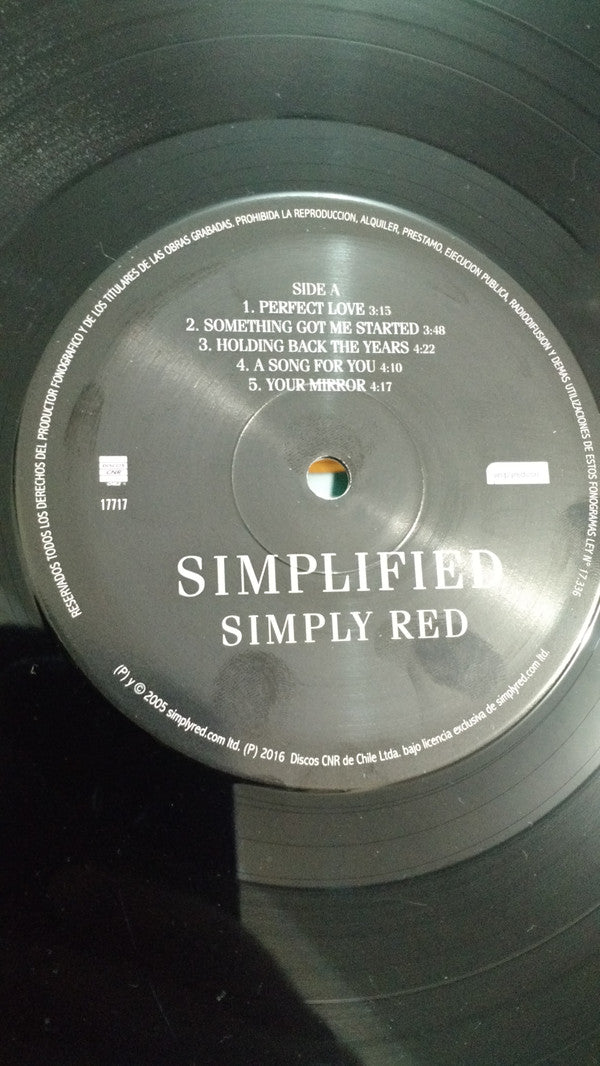 RESERVADOS TODOS LOS DERECHOS DEL PRODUCTOR FONOGRAFICO Y DE LOS TITULARES DE LAS OBRAS GRABADAS. PROHIBIDA LA REPRODUCCION, ALQUILER, PRESTAMO, EJECUCION PUBLICA, RADIODIFUSION Y DEMAS UTILIZACIONES DE ESTOS FONOGRAMAS LEY Nº 17.336
SIDE A
1. PERFECT LOVE 3:15
2. SOMETHING GOT ME STARTED 3:48
3. HOLDING BACK THE YEARS 4:22
4. A SONG FOR YOU 4:10
5. YOUR MIRROR 4:17
DISCOS
CNR
17717
SIMPLIFIED
SIMPLY RED
(P) y © 2005 simplyred.com ltd. (P) 2016 Discos CNR de Chile Ltda. bajo licencia exclusiva de simplyred.com ltd.